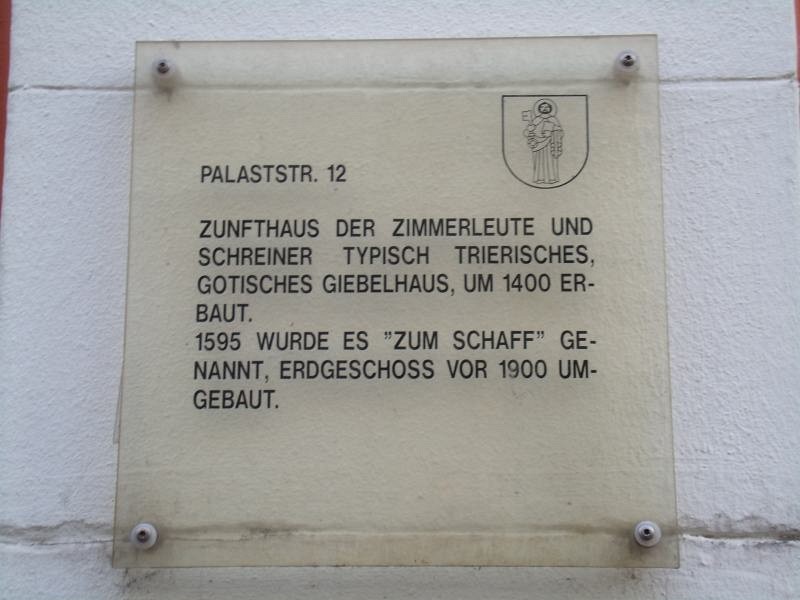 PALASTSTR. 12
ZUNFTHAUS DER ZIMMERLEUTE UND
SCHREINER TYPISCH TRIERISCHES,
GOTISCHES GIEBELHAUS, UM 1400 ER-
BAUT.
1595 WURDE ES ”ZUM SCHAFF” GE-
NANNT, ERDGESCHOSS VOR 1900 UM-
GEBAUT.